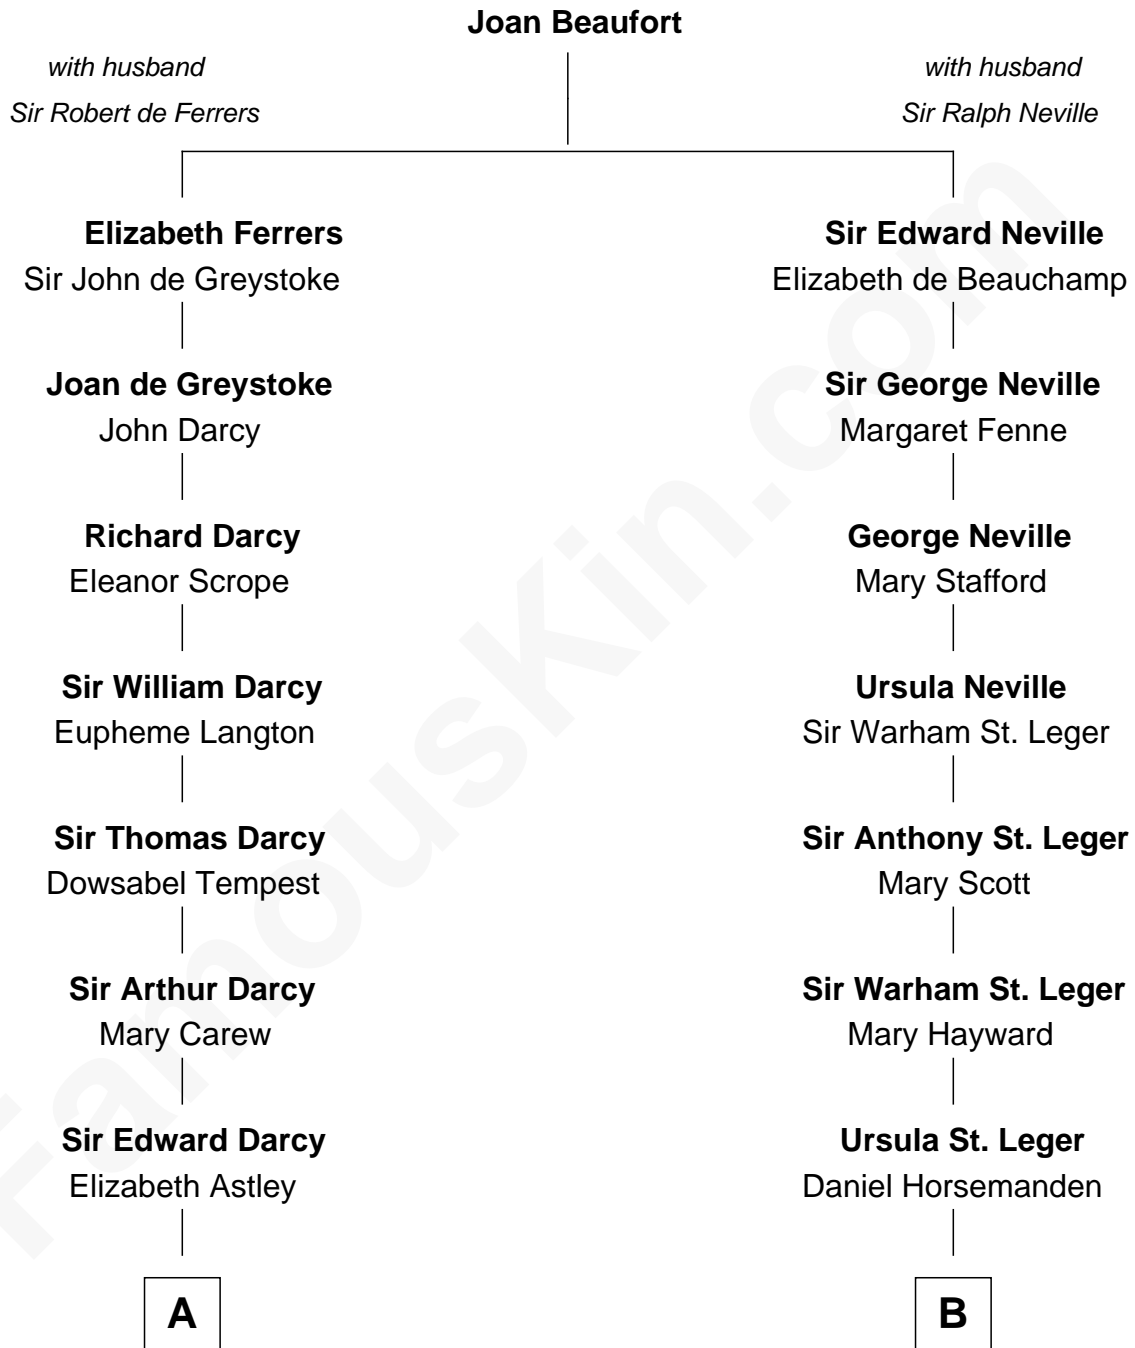 Joan Beaufort
with husband
Sir Robert de Ferrers
with husband
Sir Ralph Neville
Elizabeth Ferrers
Sir John de Greystoke
Sir Edward Neville
Elizabeth de Beauchamp
Joan de Greystoke
John Darcy
Sir George Neville
Margaret Fenne
Richard Darcy
Eleanor Scrope
George Neville
Mary Stafford
Sir William Darcy
Eupheme Langton
Ursula Neville
Sir Warham St. Leger
Sir Thomas Darcy
Dowsabel Tempest
Sir Anthony St. Leger
Mary Scott
Sir Arthur Darcy
Mary Carew
Sir Warham St. Leger
Mary Hayward
Sir Edward Darcy
Elizabeth Astley
Ursula St. Leger
Daniel Horsemanden
A
B
FamousKin.com